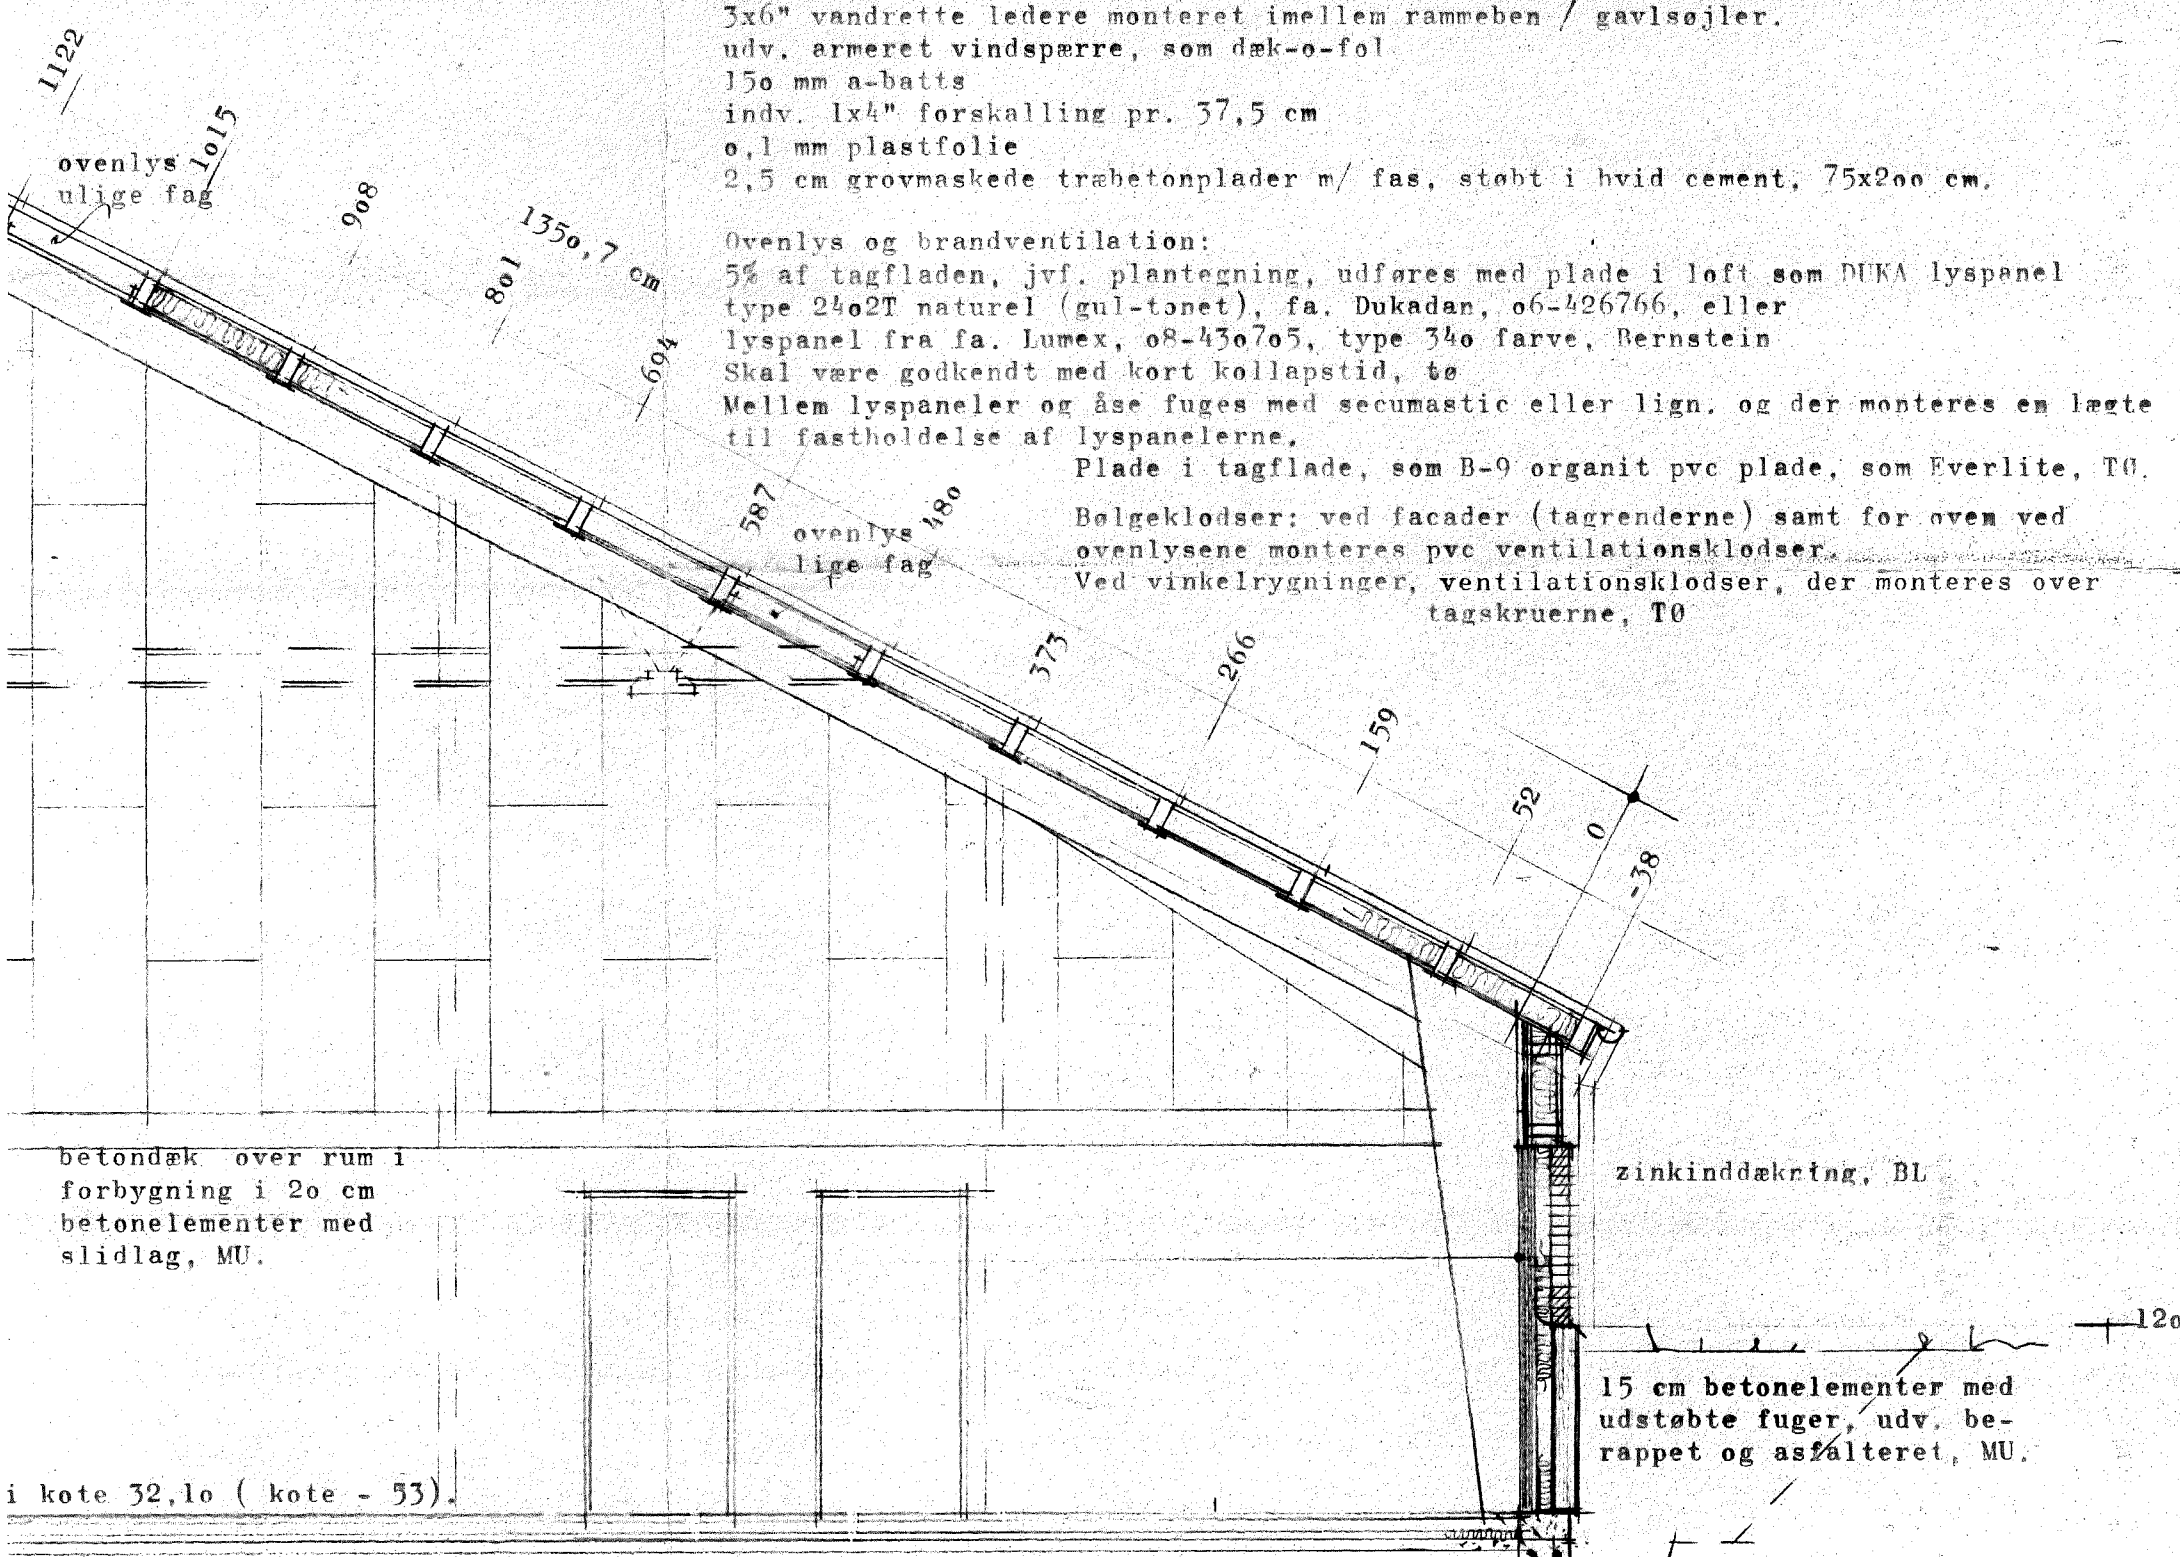 3x6" vandrette ledere monteret imellem rammeben / gavlsøjler.
udv. armeret vindspærre, som dæk-o-fol
15o mm a-batts
indv. 1x4" forskalling pr. 37,5 cm
o,1 mm plastfolie
2,5 cm grovmaskede træbetonplader m/ fas, støbt i hvid cement, 75x2oo cm.
Ovenlys og brandventilation:
5% af tagfladen, jvf. plantegning, udføres med plade i loft som DUKA lyspanel
type 24o2T naturel (gul-tonet), fa. Dukadan, o6-426766, eller
lyspanel fra fa. Lumex, o8-43o7o5, type 34o farve, Bernstein
Skal være godkendt med kort kollapstid, tø
Mellem lyspaneler og åse fuges med secumastic eller lign. og der monteres en lægte
til fastholdelse af lyspanelerne.
Plade i tagflade, som B-9 organit pvc plade, som Everlite, TØ.
Bølgeklodser: ved facader (tagrenderne) samt for oven ved
ovenlysene monteres pvc ventilationsklodser.
Ved vinkelrygninger, ventilationsklodser, der monteres over
tagskruerne, TØ
1122
1o15
ovenlys
ulige fag
9o8
135o,7 cm
8o1
694
587
ovenlys
lige fag
48o
373
266
159
52
0
-38
betondæk over rum i
forbygning i 2o cm
betonelementer med
slidlag, MU.
zinkinddækning, BL
12o
15 cm betonelementer med
udstøbte fuger, udv. be-
rappet og asfalteret, MU.
i kote 32,1o ( kote - 53).